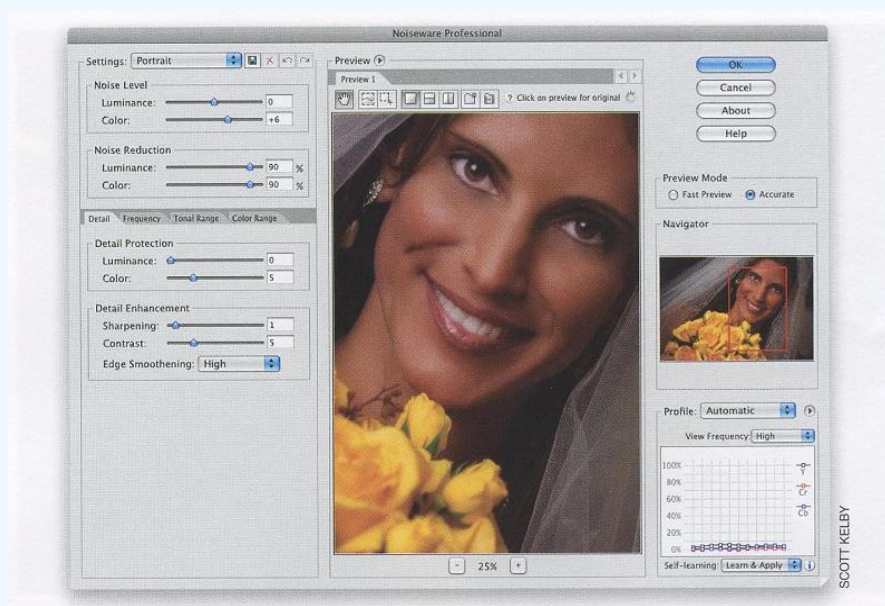 Noiseware Professional
Settings: Portrait
Noise Level
Luminance: 0
Color: +6
Noise Reduction
Luminance: 90 %
Color: 90 %
Detail Frequency Tonal Range Color Range
Detail Protection
Luminance: 0
Color: 5
Detail Enhancement
Sharpening: 1
Contrast: 5
Edge Smoothening: High
Preview
Preview 1
? Click on preview for original
- 25% +
OK
Cancel
About
Help
Preview Mode
Fast Preview Accurate
Navigator
Profile: Automatic
View Frequency: High
100%
80%
60%
40%
20%
0%
Y
Cr
Cb
Self-learning: Learn & Apply i
SCOTT KELBY